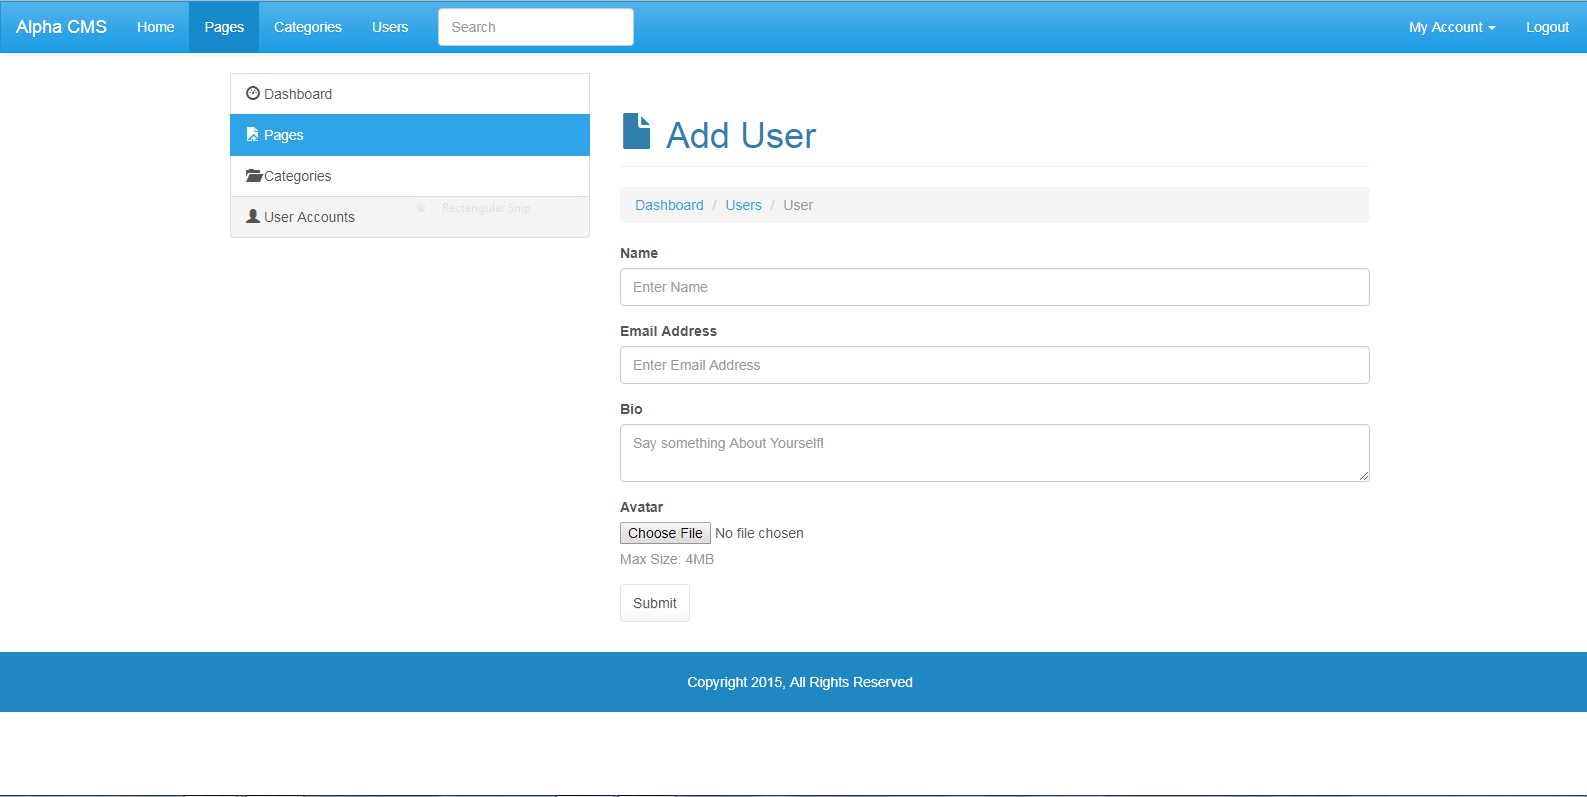 Alpha CMS Home Pages Categories Users Search My Account Logout
Dashboard
Pages
Categories
User Accounts
Rectangular Snip
Add User
Dashboard / Users / User
Name
Enter Name
Email Address
Enter Email Address
Bio
Say something About Yourself!
Avatar
Choose File No file chosen
Max Size: 4MB
Submit
Copyright 2015, All Rights Reserved